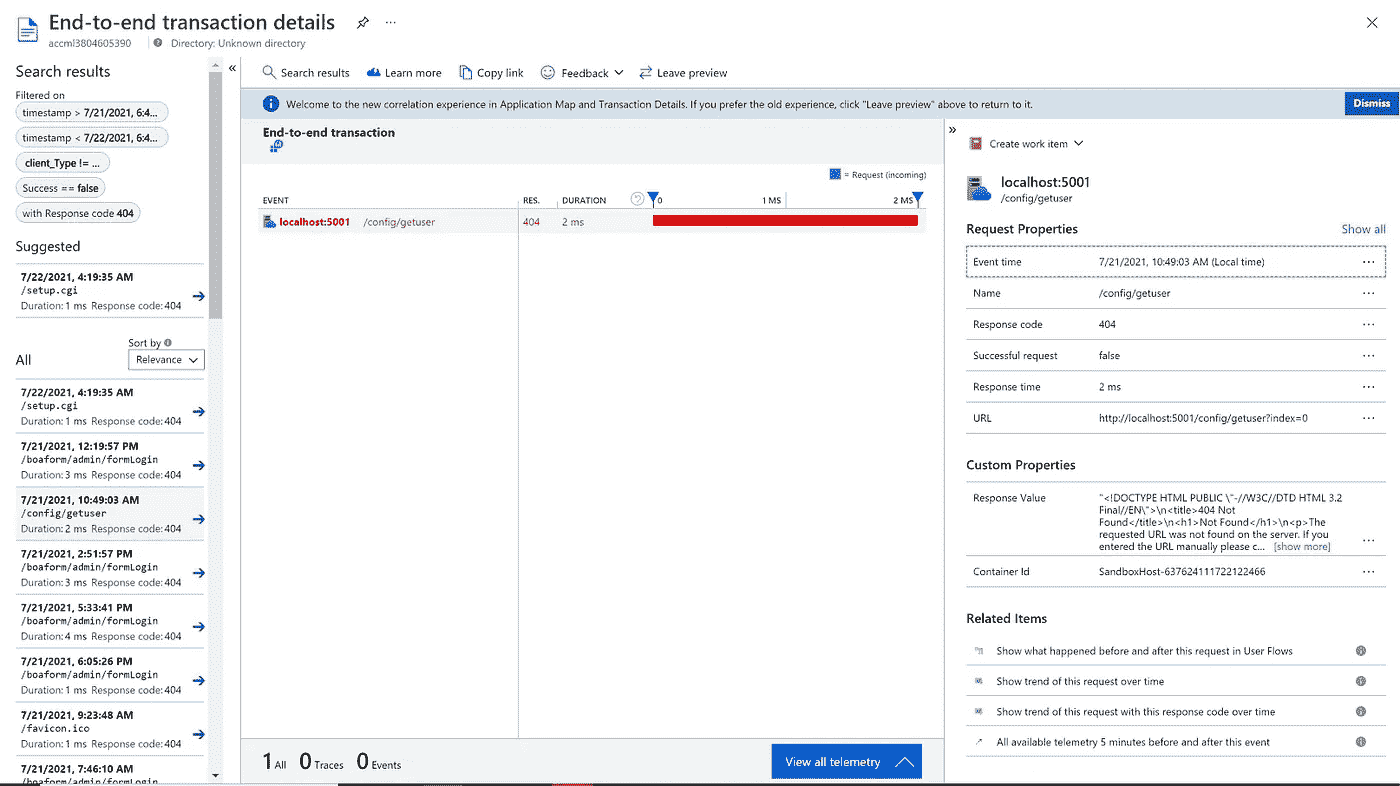 End-to-end transaction details
accml3804605390
Directory: Unknown directory
Search results
Filtered on
timestamp > 7/21/2021, 6:4...
timestamp < 7/22/2021, 6:4...
client_Type != ...
Success == false
with Response code 404
Suggested
7/22/2021, 4:19:35 AM
/setup.cgi
Duration: 1 ms Response code: 404
Sort by
All
Relevance
7/22/2021, 4:19:35 AM
/setup.cgi
Duration: 1 ms Response code: 404
7/21/2021, 12:19:57 PM
/boaform/admin/formLogin
Duration: 3 ms Response code: 404
7/21/2021, 10:49:03 AM
/config/getuser
Duration: 2 ms Response code: 404
7/21/2021, 2:51:57 PM
/boaform/admin/formLogin
Duration: 3 ms Response code: 404
7/21/2021, 5:33:41 PM
/boaform/admin/formLogin
Duration: 4 ms Response code: 404
7/21/2021, 6:05:26 PM
/boaform/admin/formLogin
Duration: 1 ms Response code: 404
7/21/2021, 9:23:48 AM
/favicon.ico
Duration: 1 ms Response code: 404
7/21/2021, 7:46:10 AM
/boaform/admin/formLogin
Search results
Learn more
Copy link
Feedback
Leave preview
Welcome to the new correlation experience in Application Map and Transaction Details. If you prefer the old experience, click "Leave preview" above to return to it.
Dismiss
End-to-end transaction
= Request (incoming)
EVENT RES. DURATION 0 1 MS 2 MS
localhost:5001 /config/getuser 404 2 ms
1 All 0 Traces 0 Events
View all telemetry
Create work item
localhost:5001
/config/getuser
Request Properties
Show all
Event time 7/21/2021, 10:49:03 AM (Local time)
Name /config/getuser
Response code 404
Successful request false
Response time 2 ms
URL http://localhost:5001/config/getuser?index=0
Custom Properties
Response Value "<!DOCTYPE HTML PUBLIC \"-//W3C//DTD HTML 3.2
Final//EN\">\n<title>404 Not
Found</title>\n<h1>Not Found</h1>\n<p>The
requested URL was not found on the server. If you
entered the URL manually please c... [show more]
Container Id SandboxHost-637624111722122466
Related Items
Show what happened before and after this request in User Flows
Show trend of this request over time
Show trend of this request with this response code over time
All available telemetry 5 minutes before and after this event